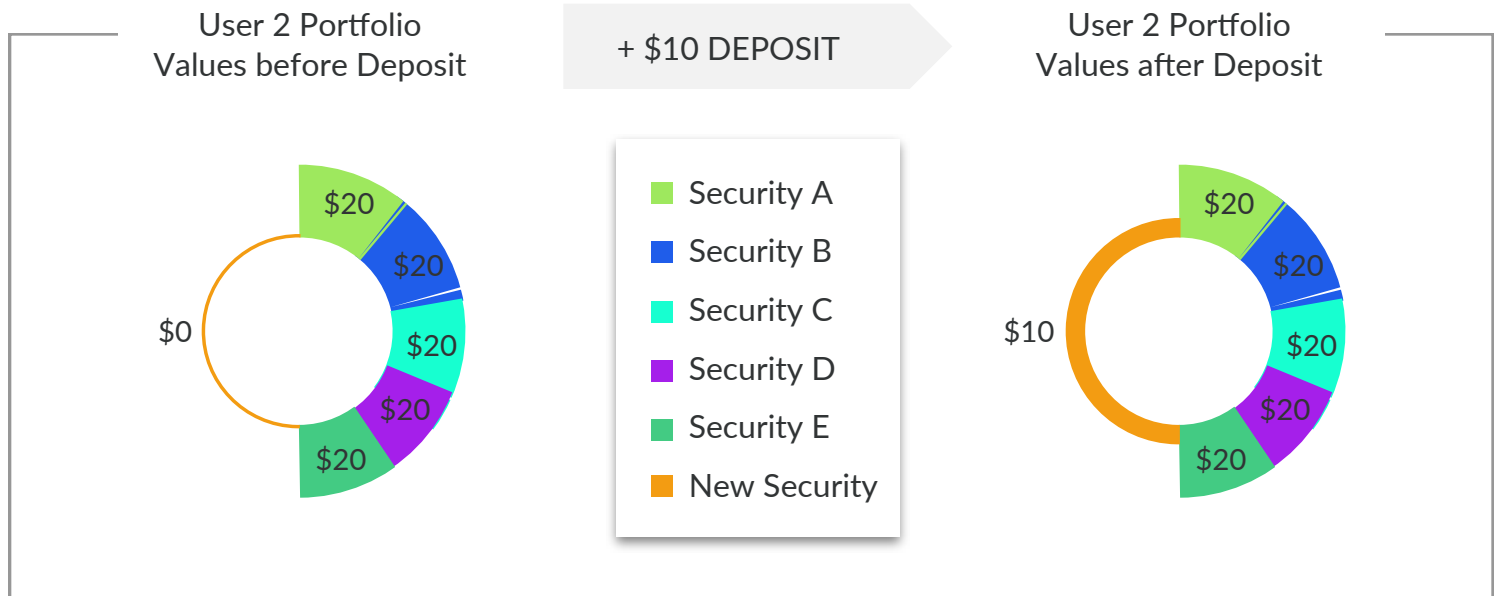 User 2 Portfolio
Values before Deposit
+ $10 DEPOSIT
User 2 Portfolio
Values after Deposit
$20
$20
$20
$20
$20
$0
Security A
Security B
Security C
Security D
Security E
New Security
$20
$20
$20
$20
$20
$10